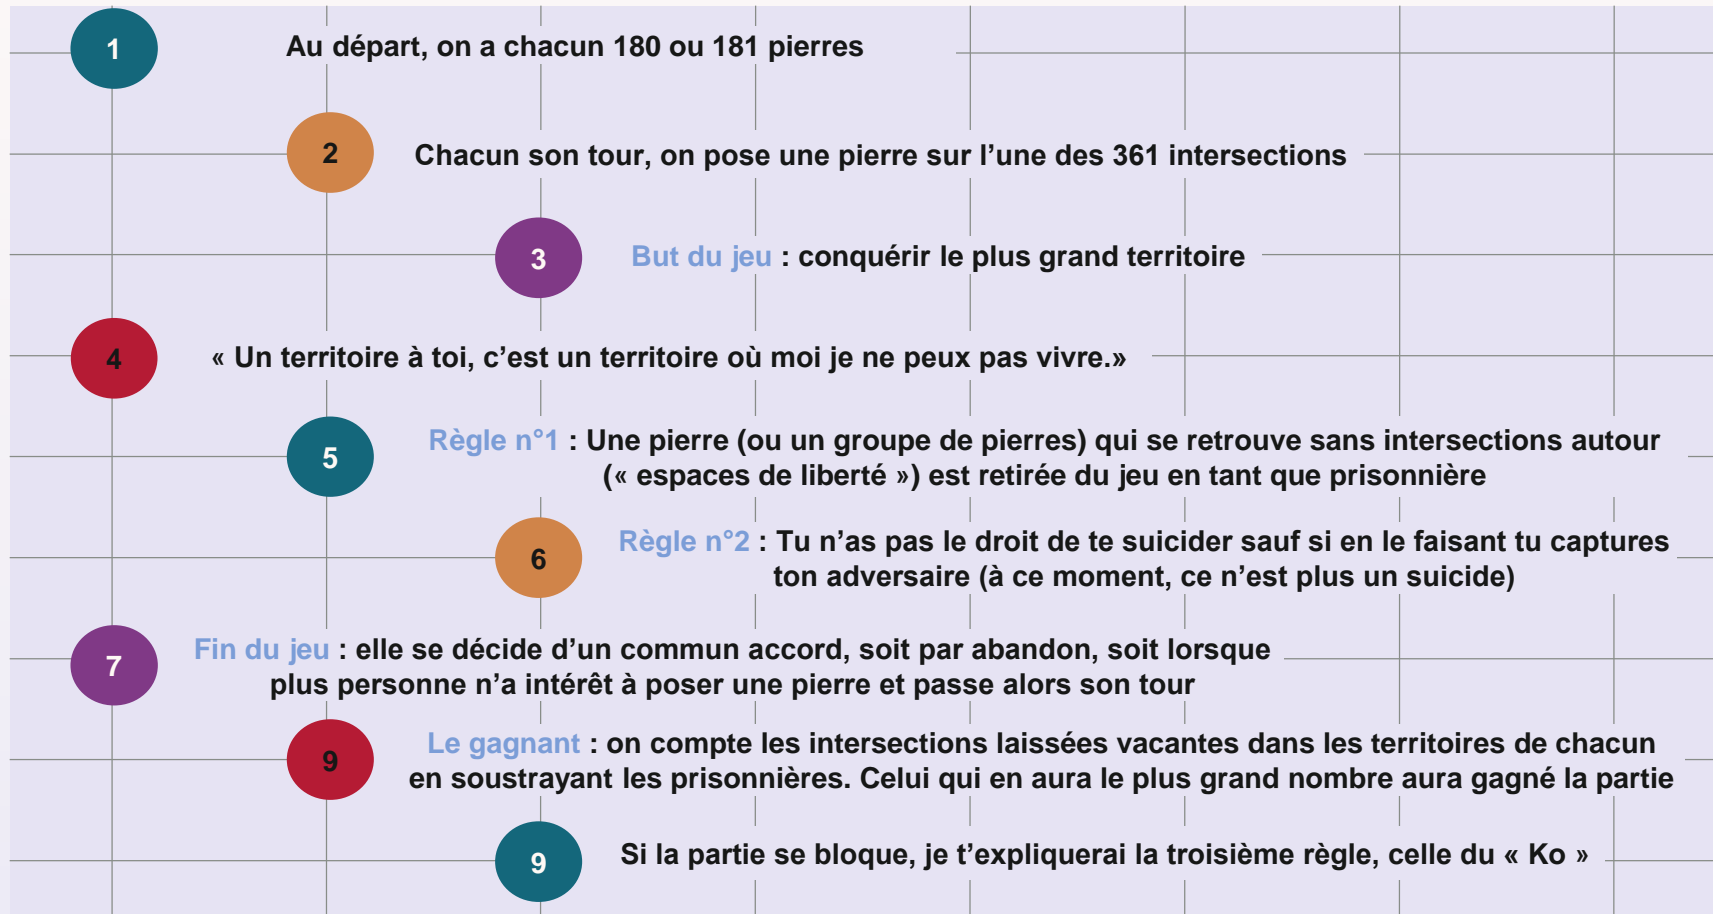 1
Au départ, on a chacun 180 ou 181 pierres
2
Chacun son tour, on pose une pierre sur l’une des 361 intersections
3
But du jeu : conquérir le plus grand territoire
4
« Un territoire à toi, c’est un territoire où moi je ne peux pas vivre.»
5
Règle n°1 : Une pierre (ou un groupe de pierres) qui se retrouve sans intersections autour
(« espaces de liberté ») est retirée du jeu en tant que prisonnière
6
Règle n°2 : Tu n’as pas le droit de te suicider sauf si en le faisant tu captures
ton adversaire (à ce moment, ce n’est plus un suicide)
7
Fin du jeu : elle se décide d’un commun accord, soit par abandon, soit lorsque
plus personne n’a intérêt à poser une pierre et passe alors son tour
9
Le gagnant : on compte les intersections laissées vacantes dans les territoires de chacun
en soustrayant les prisonnières. Celui qui en aura le plus grand nombre aura gagné la partie
9
Si la partie se bloque, je t’expliquerai la troisième règle, celle du « Ko »